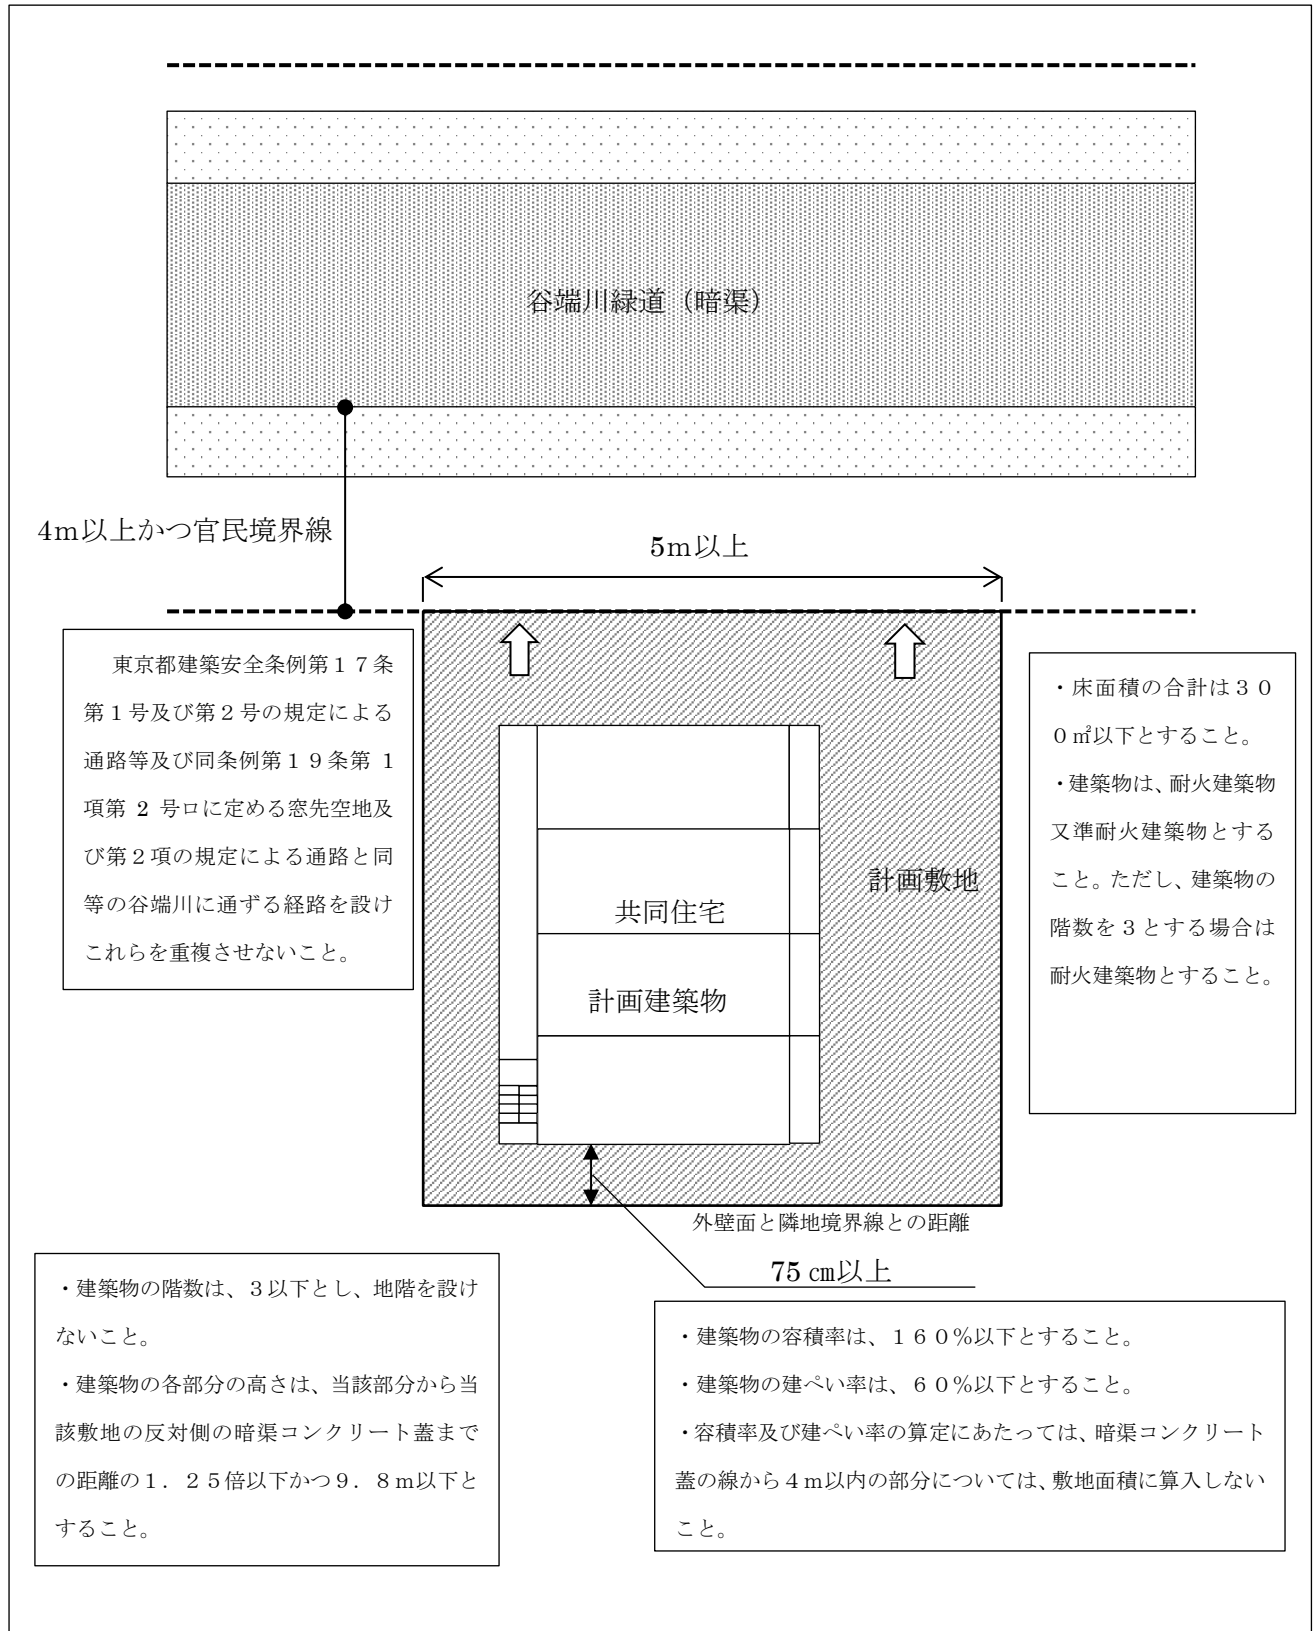 谷端川緑道（暗渠）
4m以上かつ官民境界線
5m以上
東京都建築安全条例第１７条
第１号及び第２号の規定による
通路等及び同条例第１９条第 1
項第 2 号ロに定める窓先空地及
び第２項の規定による通路と同
等の谷端川に通ずる経路を設け
これらを重複させないこと。
・床面積の合計は３０
０㎡以下とすること。
・建築物は、耐火建築物
又準耐火建築物とする
こと。ただし、建築物の
階数を３とする場合は
耐火建築物とすること。
計画敷地
共同住宅
計画建築物
外壁面と隣地境界線との距離
75 ㎝以上
・建築物の階数は、３以下とし、地階を設け
ないこと。
・建築物の各部分の高さは、当該部分から当
該敷地の反対側の暗渠コンクリート蓋まで
の距離の１．２５倍以下かつ９．８ｍ以下と
すること。
・建築物の容積率は、１６０％以下とすること。
・建築物の建ぺい率は、６０％以下とすること。
・容積率及び建ぺい率の算定にあたっては、暗渠コンクリート
蓋の線から４ｍ以内の部分については、敷地面積に算入しない
こと。